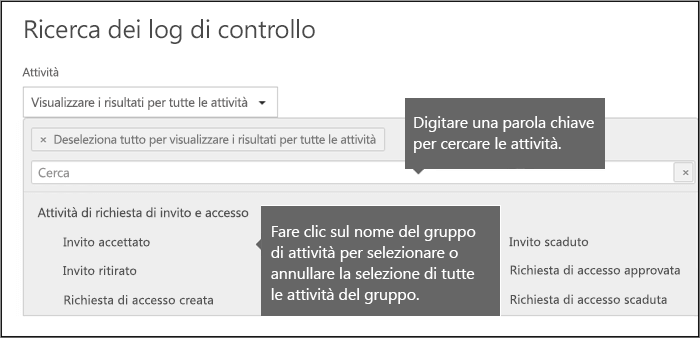 Ricerca dei log di controllo
Attività
Visualizzare i risultati per tutte le attività
Digitare una parola chiave
per cercare le attività.
× Deseleziona tutto per visualizzare i risultati per tutte le attività
Cerca
×
Attività di richiesta di invito e accesso
Fare clic sul nome del gruppo
di attività per selezionare o
annullare la selezione di tutte
le attività del gruppo.
Invito accettato
Invito scaduto
Invito ritirato
Richiesta di accesso approvata
Richiesta di accesso creata
Richiesta di accesso scaduta